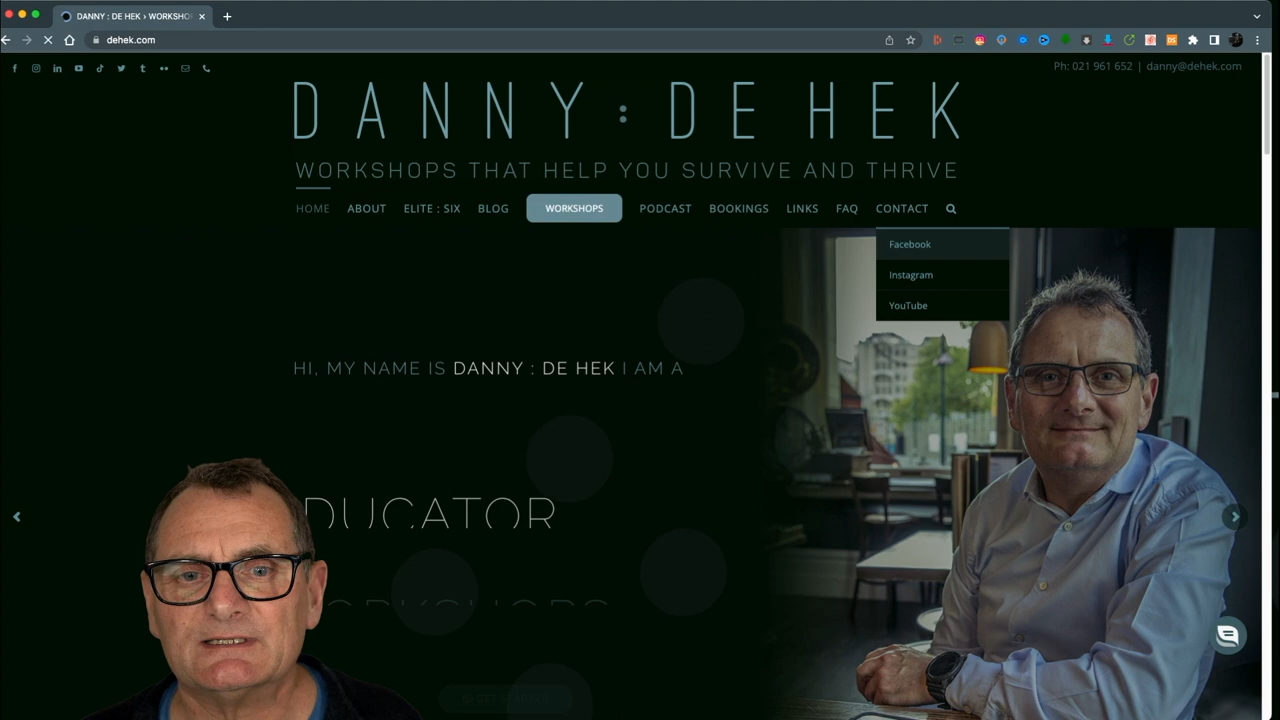 DANNY : DE HEK › WORKSHO
dehek.com
Ph: 021 961 652 | danny@dehek.com
DANNY : DE HEK
WORKSHOPS THAT HELP YOU SURVIVE AND THRIVE
HOME ABOUT ELITE : SIX BLOG WORKSHOPS PODCAST BOOKINGS LINKS FAQ CONTACT
Facebook
Instagram
YouTube
HI, MY NAME IS DANNY : DE HEK I AM A
DUCATOR